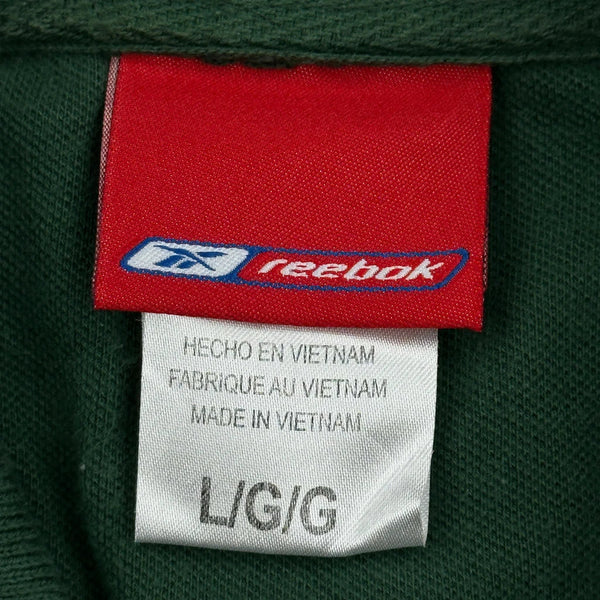 reebok
HECHO EN VIETNAM
FABRIQUE AU VIETNAM
MADE IN VIETNAM
L/G/G